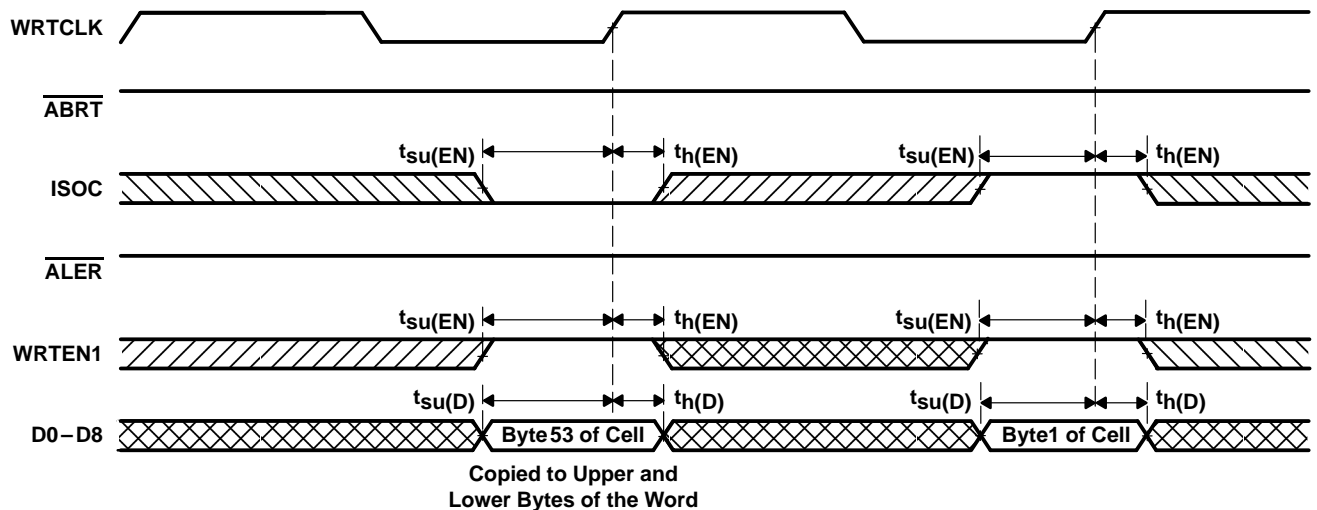 WRTCLK
ABRT
tsu(EN) th(EN) tsu(EN) th(EN)
ISOC
ALER
tsu(EN) th(EN) tsu(EN) th(EN)
WRTEN1
tsu(D) th(D) tsu(D) th(D)
D0–D8 Byte 53 of Cell Byte1 of Cell
Copied to Upper and
Lower Bytes of the Word